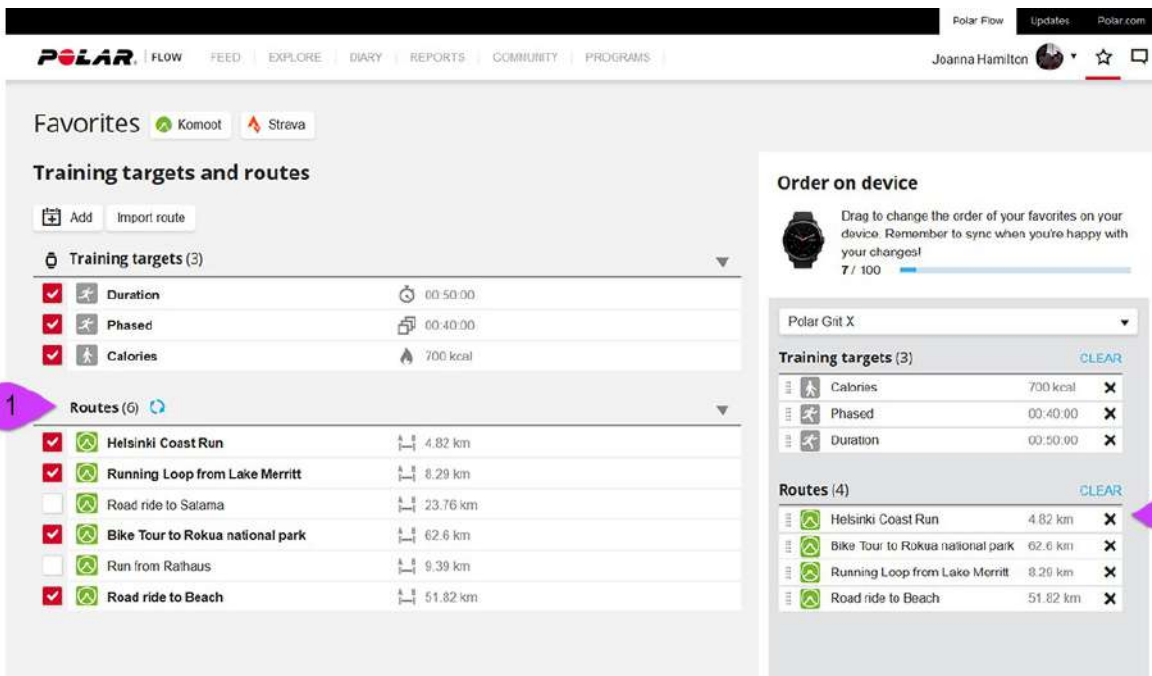 Polar Flow Updates Polar.com
POLAR. FLOW FEED EXPLORE DIARY REPORTS COMMUNITY PROGRAMS Joanna Hamilton
Favorites Komoot Strava
Training targets and routes
Add Import route
Training targets (3)
Duration 00:50:00
Phased 00:40:00
Calories 700 kcal
1
Routes (6)
Helsinki Coast Run 4.82 km
Running Loop from Lake Merritt 8.29 km
Road ride to Satama 23.76 km
Bike Tour to Rokua national park 62.6 km
Run from Rathaus 9.39 km
Road ride to Beach 51.82 km
Order on device
Drag to change the order of your favorites on your
device. Remember to sync when you're happy with
your changes!
7 / 100
Polar Grit X
Training targets (3) CLEAR
Calories 700 kcal
Phased 00:40:00
Duration 00:50:00
Routes (4) CLEAR
Helsinki Coast Run 4.82 km
Bike Tour to Rokua national park 62.6 km
Running Loop from Lake Merritt 8.29 km
Road ride to Beach 51.82 km